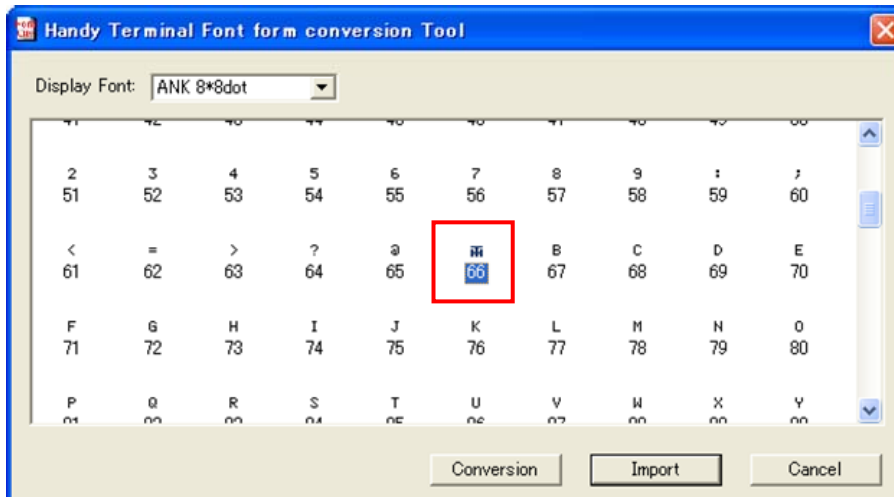 Handy Terminal Font form conversion Tool
Display Font: ANK 8*8dot
2 3 4 5 6 7 8 9 : ;
51 52 53 54 55 56 57 58 59 60
< = > ? @ B C D E
61 62 63 64 65 66 67 68 69 70
F G H I J K L M N O
71 72 73 74 75 76 77 78 79 80
P Q R S T U V W X Y
Conversion Import Cancel